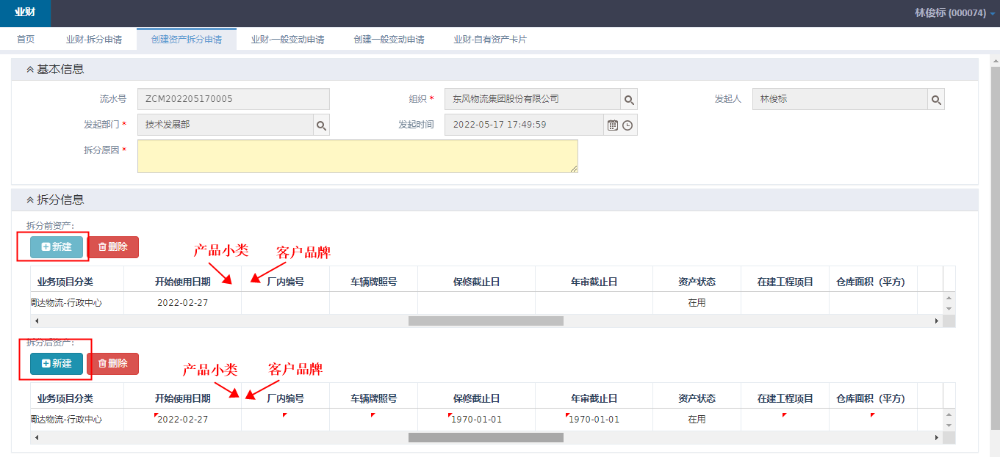 业财 林俊标 (000074)
首页 业财-拆分申请 创建资产拆分申请 业财-一般变动申请 创建一般变动申请 业财-自有资产卡片
基本信息
流水号 ZCM202205170005 组织 * 东风物流集团股份有限公司 发起人 林俊标
发起部门 * 技术发展部 发起时间 2022-05-17 17:49:59
拆分原因 *
拆分信息
拆分前资产:
新建 删除 产品小类 客户品牌
业务项目分类 开始使用日期 厂内编号 车辆牌照号 保修截止日 年审截止日 资产状态 在建工程项目 仓库面积（平方）
周达物流-行政中心 2022-02-27 在用
拆分后资产:
新建 删除 产品小类 客户品牌
业务项目分类 开始使用日期 厂内编号 车辆牌照号 保修截止日 年审截止日 资产状态 在建工程项目 仓库面积（平方）
周达物流-行政中心 2022-02-27 1970-01-01 1970-01-01 在用